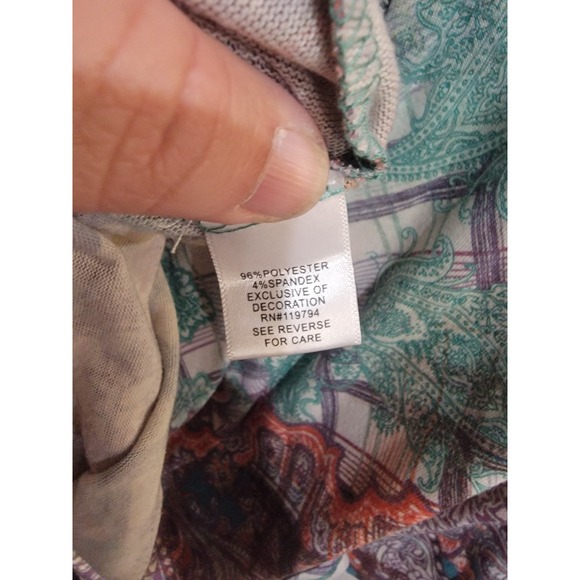 96%POLYESTER
4%SPANDEX
EXCLUSIVE OF
DECORATION
RN#119794
SEE REVERSE
FOR CARE